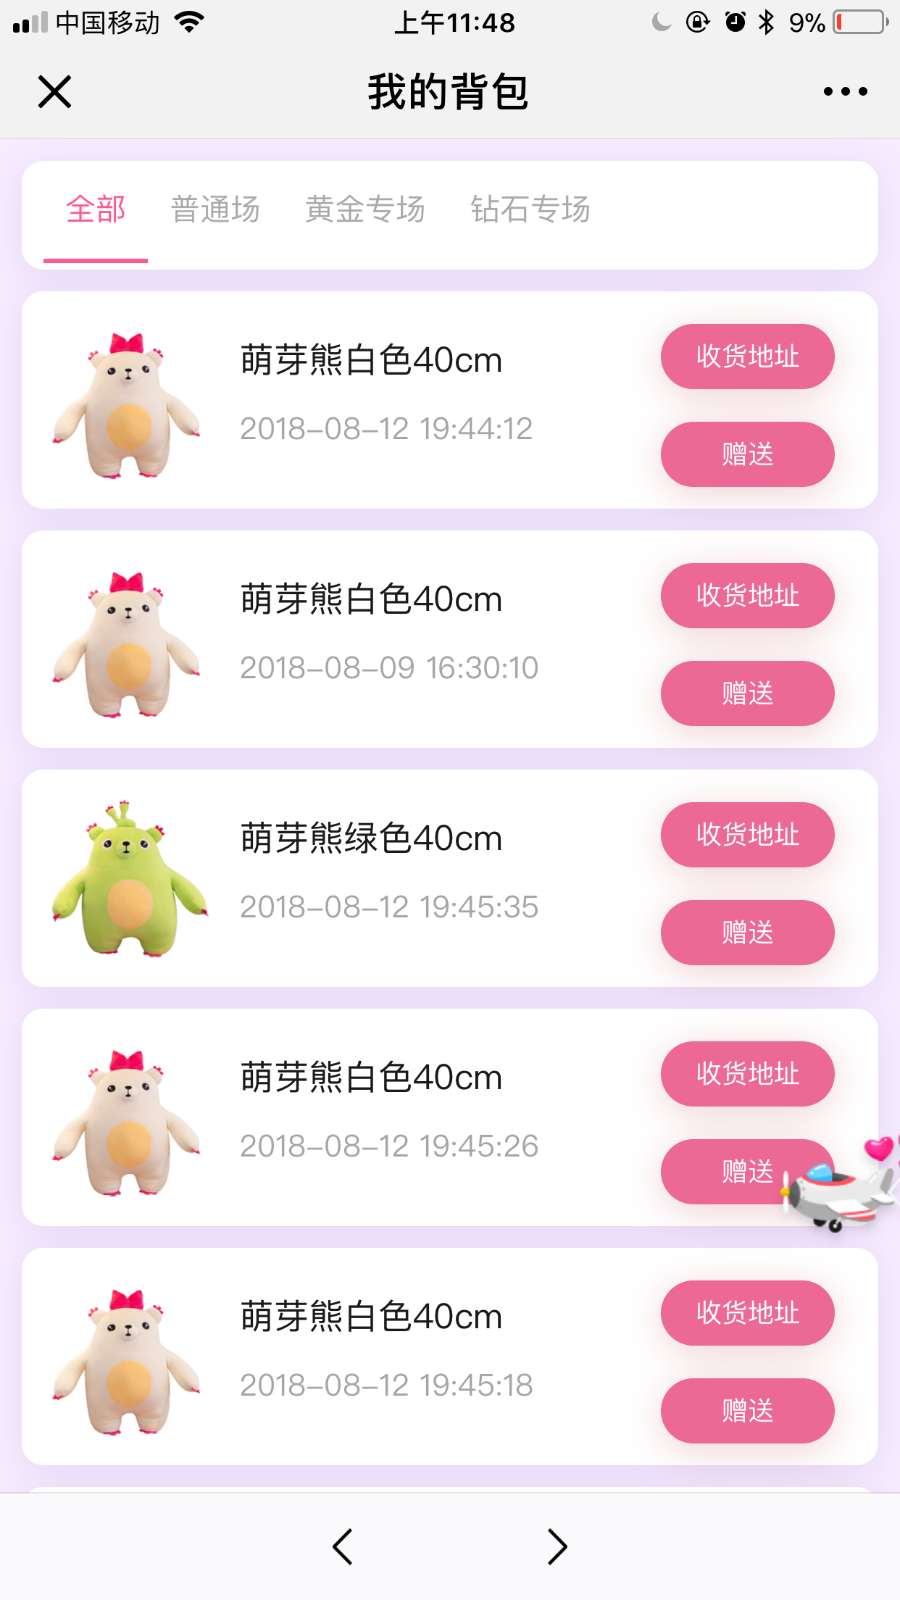 中国移动 上午11:48 9%
我的背包
全部 普通场 黄金专场 钻石专场
萌芽熊白色40cm
2018-08-12 19:44:12
收货地址
赠送
萌芽熊白色40cm
2018-08-09 16:30:10
收货地址
赠送
萌芽熊绿色40cm
2018-08-12 19:45:35
收货地址
赠送
萌芽熊白色40cm
2018-08-12 19:45:26
收货地址
赠送
萌芽熊白色40cm
2018-08-12 19:45:18
收货地址
赠送